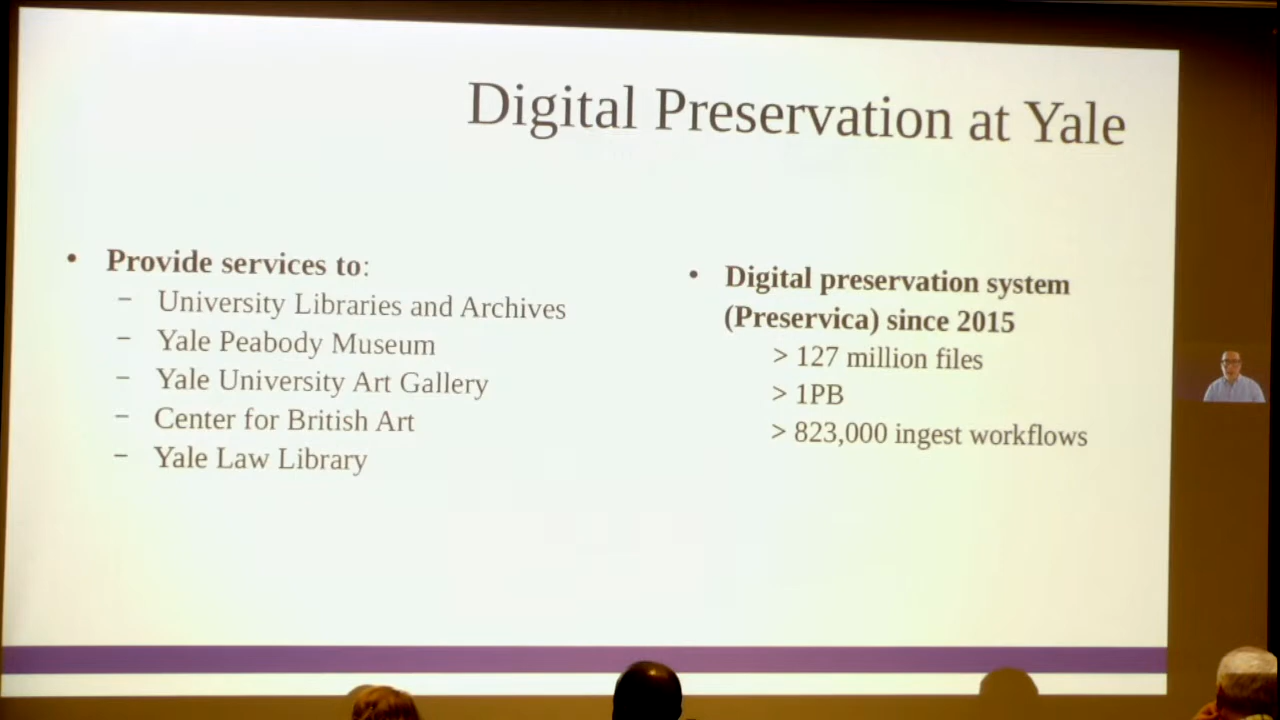 Digital Preservation at Yale
• Provide services to:
– University Libraries and Archives
– Yale Peabody Museum
– Yale University Art Gallery
– Center for British Art
– Yale Law Library
• Digital preservation system
(Preservica) since 2015
> 127 million files
> 1PB
> 823,000 ingest workflows